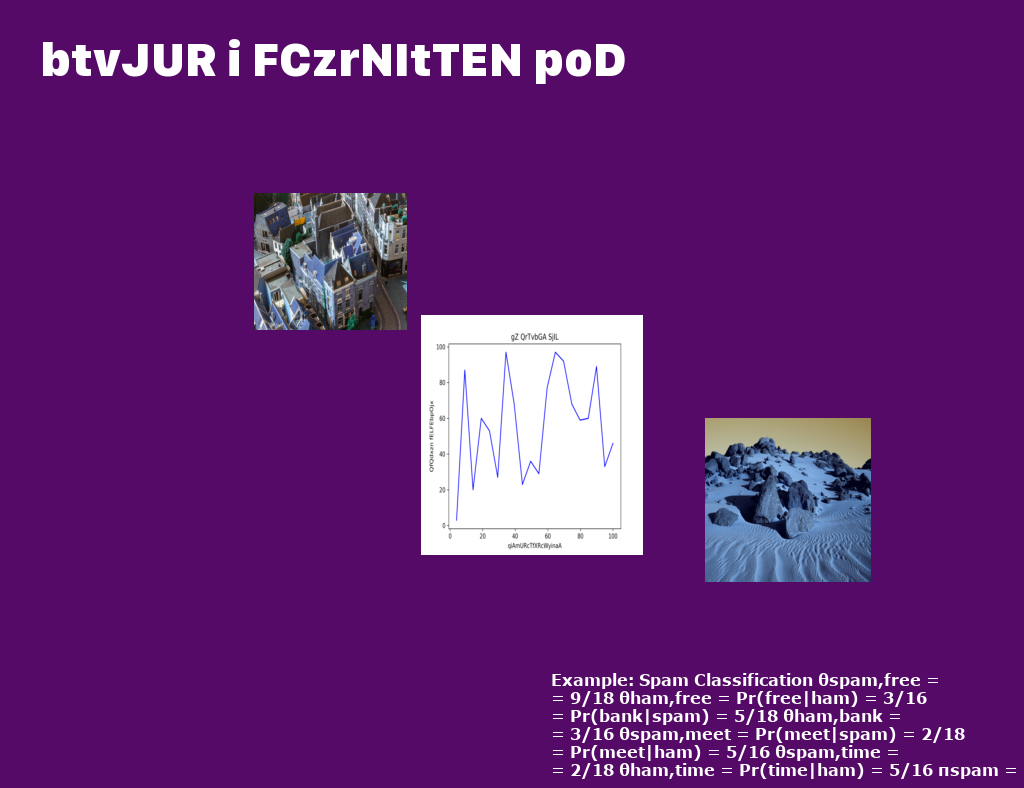 btvJUR i FCzrNItTEN poD
gZ QrTvbGA SjIL
100
80
60
40
20
0
0 20 40 60 80 100
qiAmURcTfXRcWyinaA
Example: Spam Classification θspam,free =
= 9/18 θham,free = Pr(free|ham) = 3/16
= Pr(bank|spam) = 5/18 θham,bank =
= 3/16 θspam,meet = Pr(meet|spam) = 2/18
= Pr(meet|ham) = 5/16 θspam,time =
= 2/18 θham,time = Pr(time|ham) = 5/16 πspam =